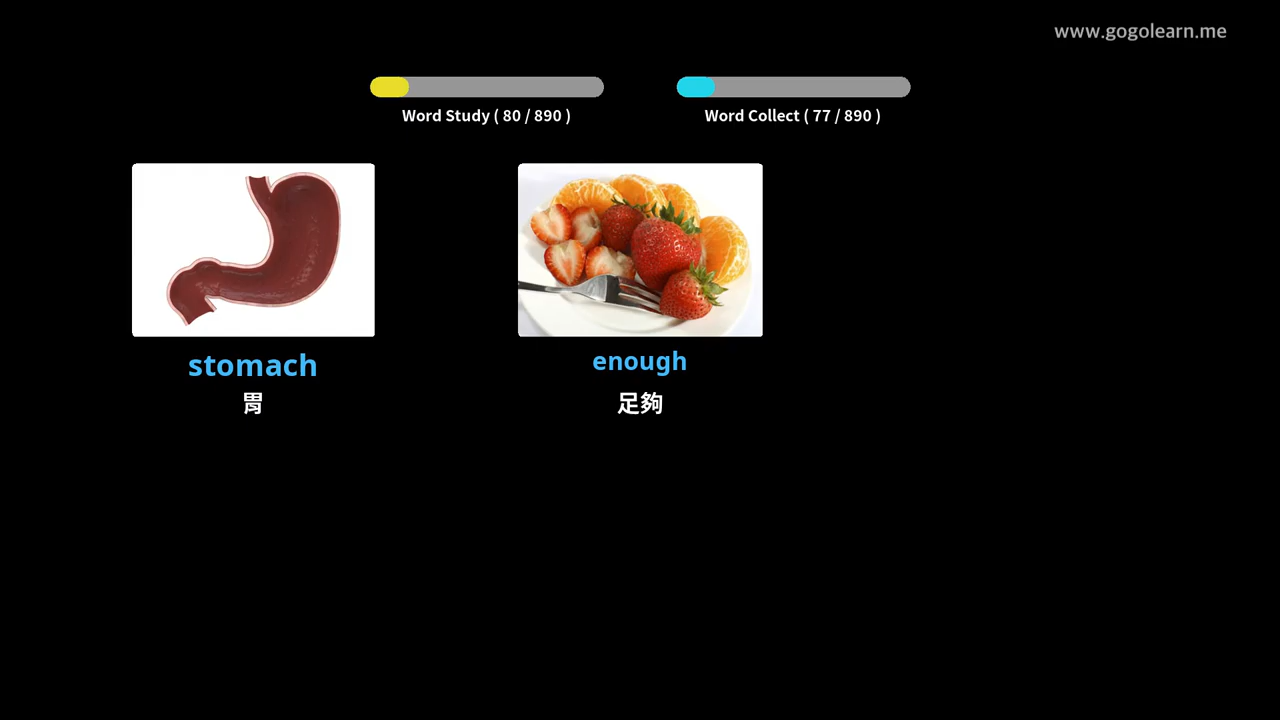 www.gogolearn.me
Word Study ( 80 / 890 )
Word Collect ( 77 / 890 )
stomach
胃
enough
足夠